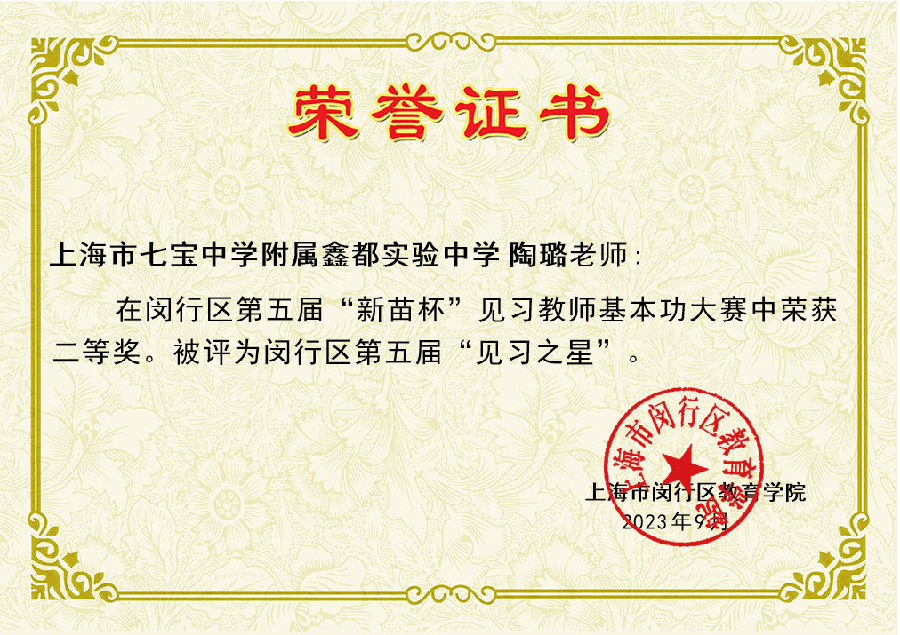 荣誉证书
上海市七宝中学附属鑫都实验中学 陶璐老师：
在闵行区第五届“新苗杯”见习教师基本功大赛中荣获
二等奖。被评为闵行区第五届“见习之星”。
上海市闵行区教育学院
上海市闵行区教育学院
2023年9月